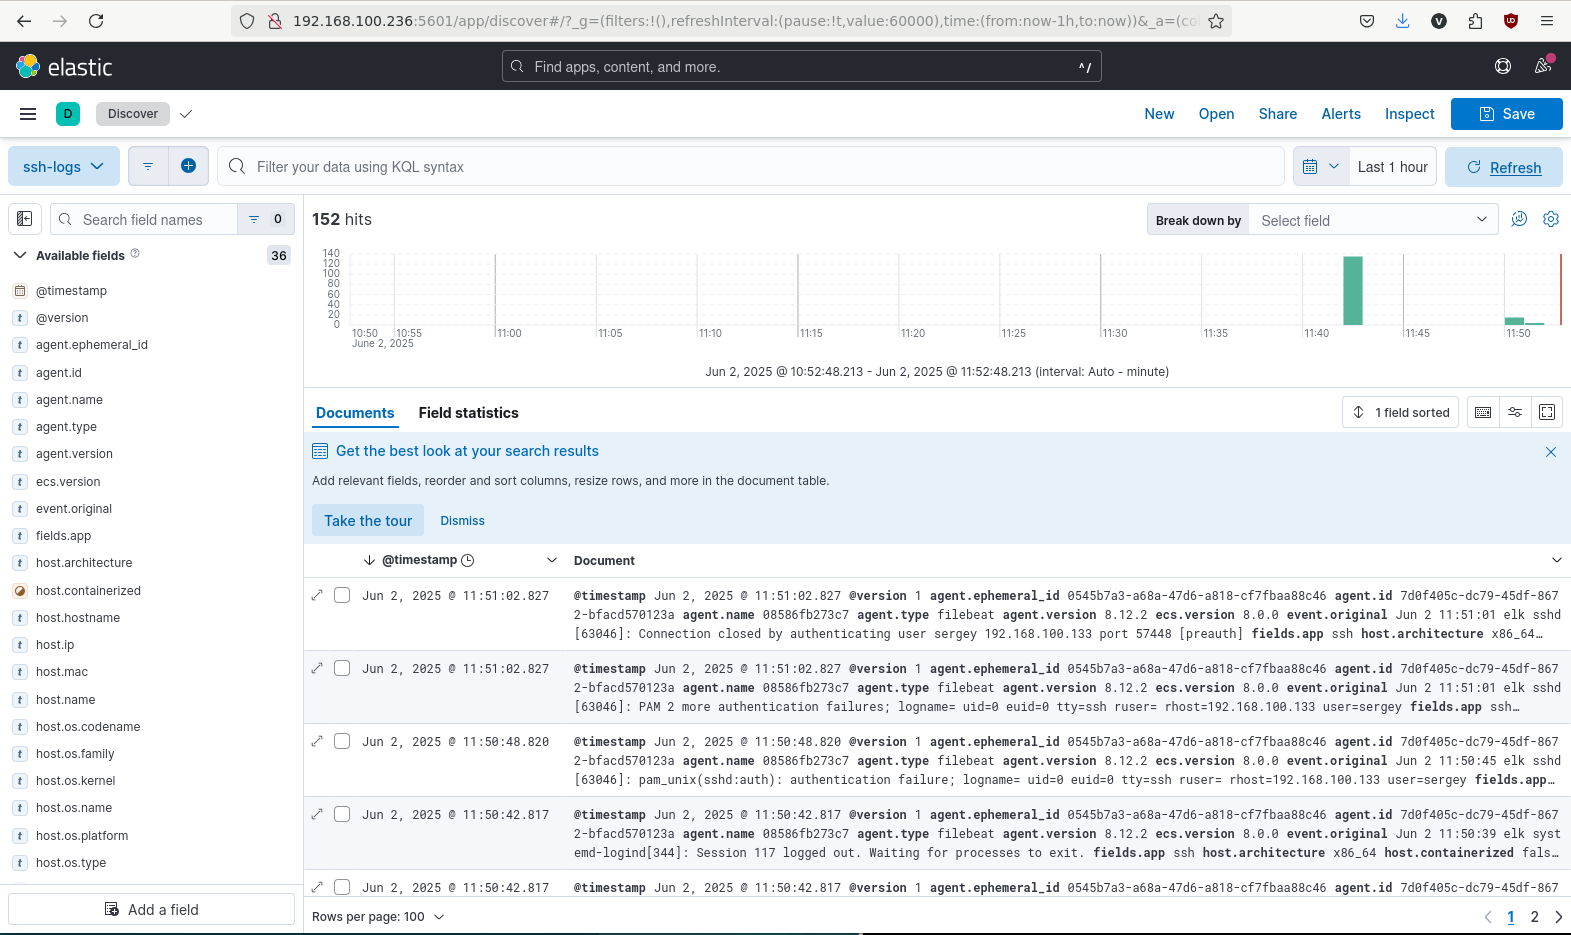 192.168.100.236:5601/app/discover#/?_g=(filters:!(),refreshInterval:(pause:!t,value:60000),time:(from:now-1h,to:now))&_a=(co
elastic
Find apps, content, and more.
^/
D
Discover
New
Open
Share
Alerts
Inspect
Save
ssh-logs
Filter your data using KQL syntax
Last 1 hour
Refresh
Search field names
0
152 hits
Break down by
Select field
Available fields
36
@timestamp
@version
agent.ephemeral_id
agent.id
agent.name
agent.type
agent.version
ecs.version
event.original
fields.app
host.architecture
host.containerized
host.hostname
host.ip
host.mac
host.name
host.os.codename
host.os.family
host.os.kernel
host.os.name
host.os.platform
host.os.type
Add a field
140
120
100
80
60
40
20
0
10:50
10:55
11:00
11:05
11:10
11:15
11:20
11:25
11:30
11:35
11:40
11:45
11:50
June 2, 2025
Jun 2, 2025 @ 10:52:48.213 - Jun 2, 2025 @ 11:52:48.213 (interval: Auto - minute)
Documents
Field statistics
1 field sorted
Get the best look at your search results
Add relevant fields, reorder and sort columns, resize rows, and more in the document table.
Take the tour
Dismiss
@timestamp
Document
Jun 2, 2025 @ 11:51:02.827
@timestamp Jun 2, 2025 @ 11:51:02.827 @version 1 agent.ephemeral_id 0545b7a3-a68a-47d6-a818-cf7fbaa88c46 agent.id 7d0f405c-dc79-45df-867
2-bfacd570123a agent.name 08586fb273c7 agent.type filebeat agent.version 8.12.2 ecs.version 8.0.0 event.original Jun 2 11:51:01 elk sshd
[63046]: Connection closed by authenticating user sergey 192.168.100.133 port 57448 [preauth] fields.app ssh host.architecture x86_64…
Jun 2, 2025 @ 11:51:02.827
@timestamp Jun 2, 2025 @ 11:51:02.827 @version 1 agent.ephemeral_id 0545b7a3-a68a-47d6-a818-cf7fbaa88c46 agent.id 7d0f405c-dc79-45df-867
2-bfacd570123a agent.name 08586fb273c7 agent.type filebeat agent.version 8.12.2 ecs.version 8.0.0 event.original Jun 2 11:51:01 elk sshd
[63046]: PAM 2 more authentication failures; logname= uid=0 euid=0 tty=ssh ruser= rhost=192.168.100.133 user=sergey fields.app ssh…
Jun 2, 2025 @ 11:50:48.820
@timestamp Jun 2, 2025 @ 11:50:48.820 @version 1 agent.ephemeral_id 0545b7a3-a68a-47d6-a818-cf7fbaa88c46 agent.id 7d0f405c-dc79-45df-867
2-bfacd570123a agent.name 08586fb273c7 agent.type filebeat agent.version 8.12.2 ecs.version 8.0.0 event.original Jun 2 11:50:45 elk sshd
[63046]: pam_unix(sshd:auth): authentication failure; logname= uid=0 euid=0 tty=ssh ruser= rhost=192.168.100.133 user=sergey fields.app…
Jun 2, 2025 @ 11:50:42.817
@timestamp Jun 2, 2025 @ 11:50:42.817 @version 1 agent.ephemeral_id 0545b7a3-a68a-47d6-a818-cf7fbaa88c46 agent.id 7d0f405c-dc79-45df-867
2-bfacd570123a agent.name 08586fb273c7 agent.type filebeat agent.version 8.12.2 ecs.version 8.0.0 event.original Jun 2 11:50:39 elk syst
emd-logind[344]: Session 117 logged out. Waiting for processes to exit. fields.app ssh host.architecture x86_64 host.containerized fals…
Jun 2, 2025 @ 11:50:42.817
@timestamp Jun 2, 2025 @ 11:50:42.817 @version 1 agent.ephemeral_id 0545b7a3-a68a-47d6-a818-cf7fbaa88c46 agent.id 7d0f405c-dc79-45df-867
Rows per page: 100
1
2